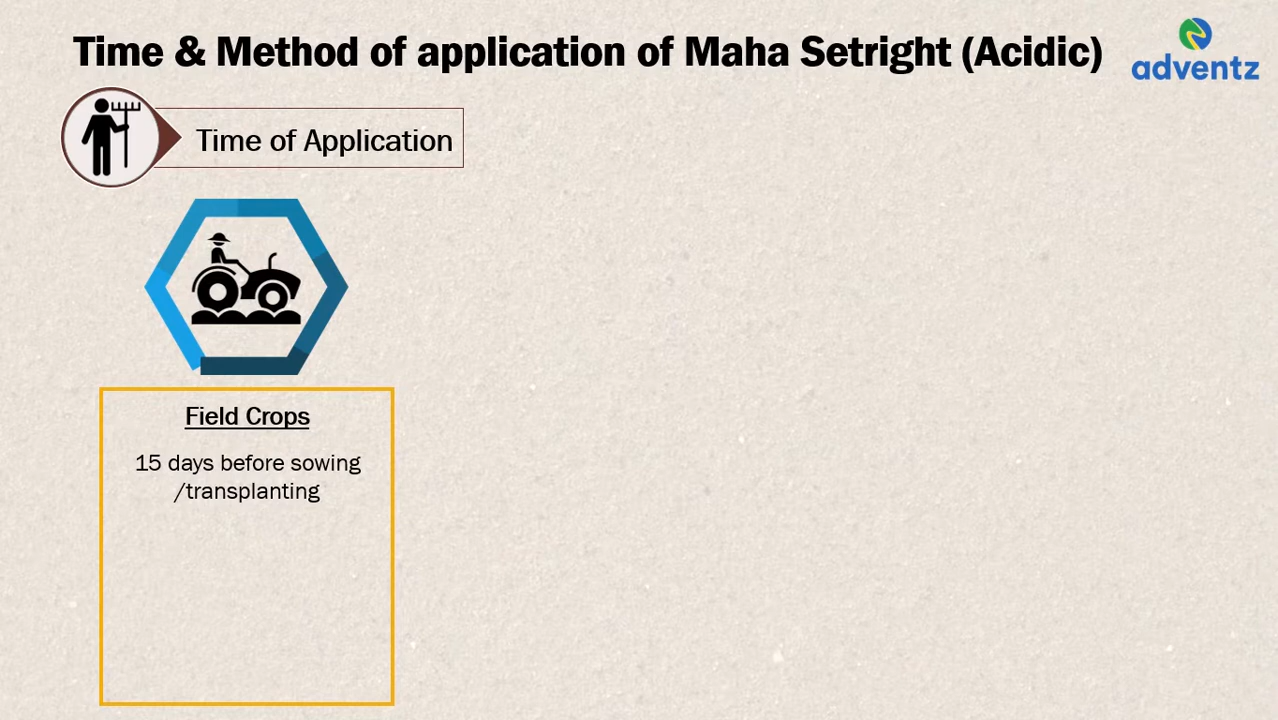 Time & Method of application of Maha Setright (Acidic)
adventz
Time of Application
Field Crops
15 days before sowing
/transplanting